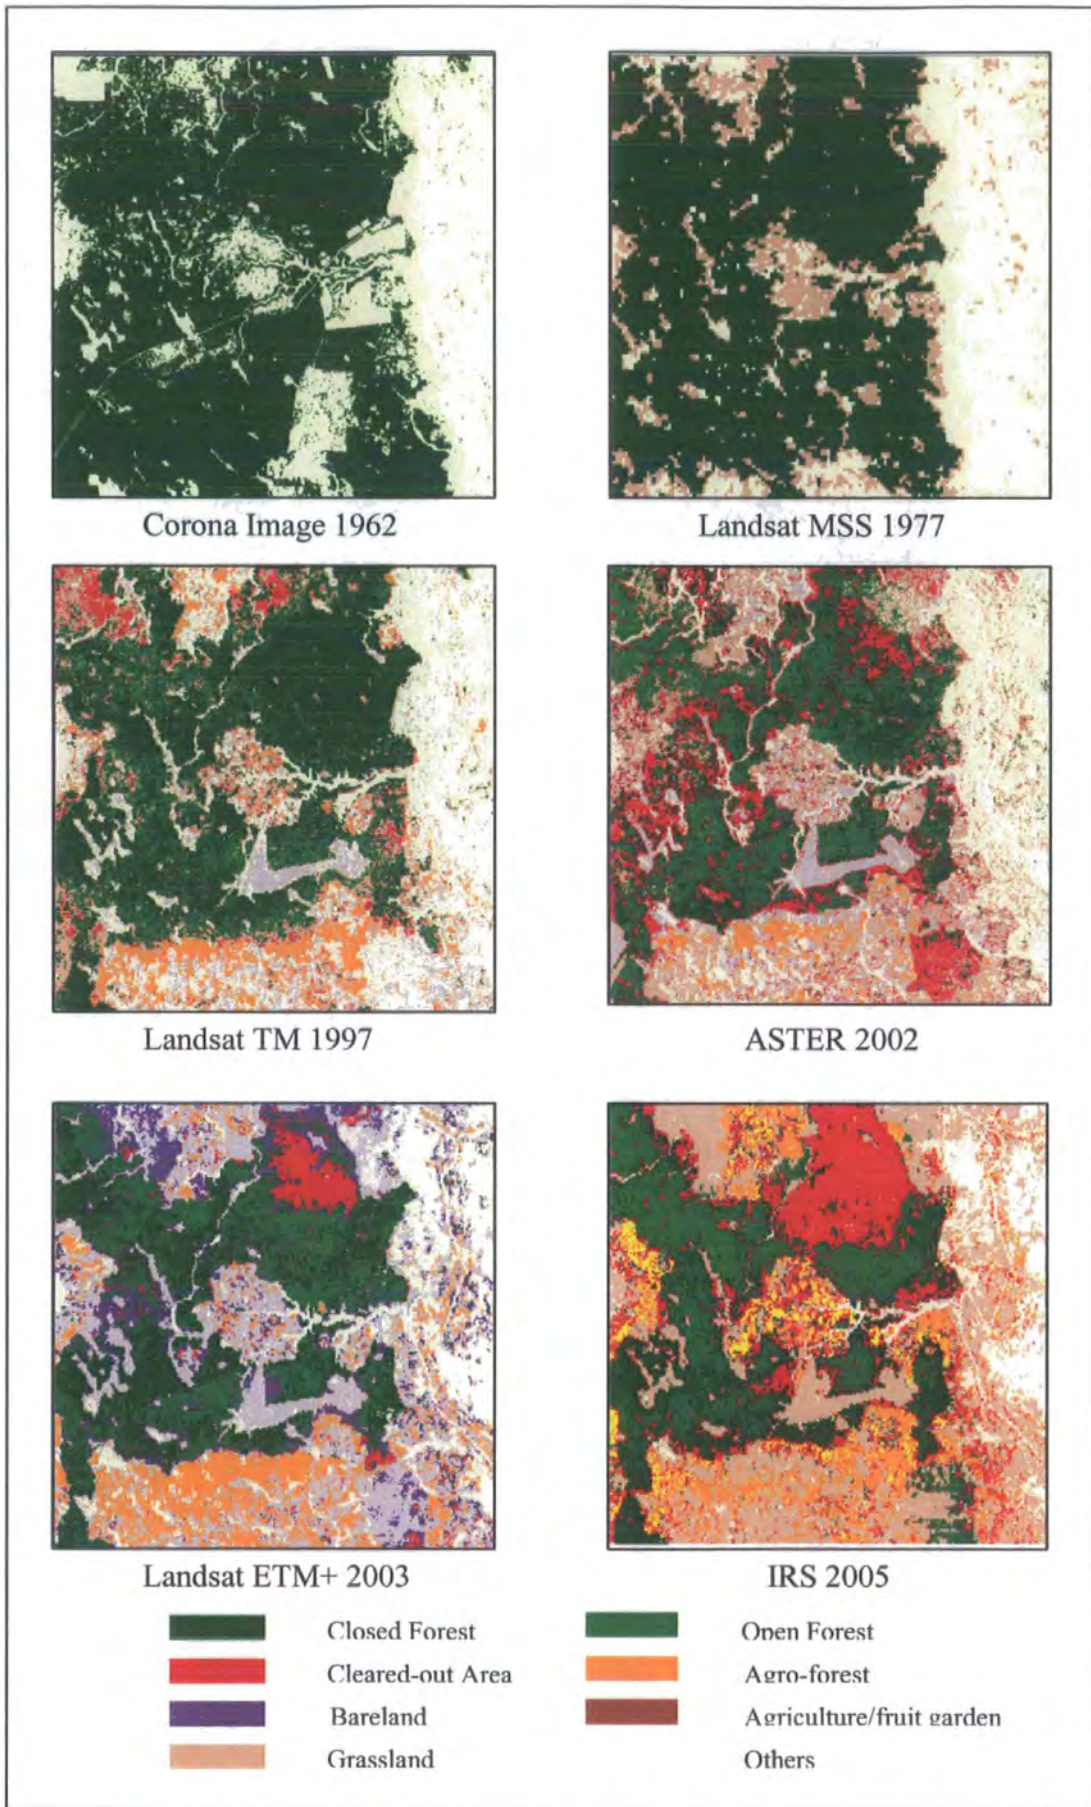 Corona Image 1962
Landsat MSS 1977
Landsat TM 1997
ASTER 2002
Landsat ETM+ 2003
IRS 2005
Closed Forest
Open Forest
Cleared-out Area
Agro-forest
Bareland
Agriculture/fruit garden
Grassland
Others